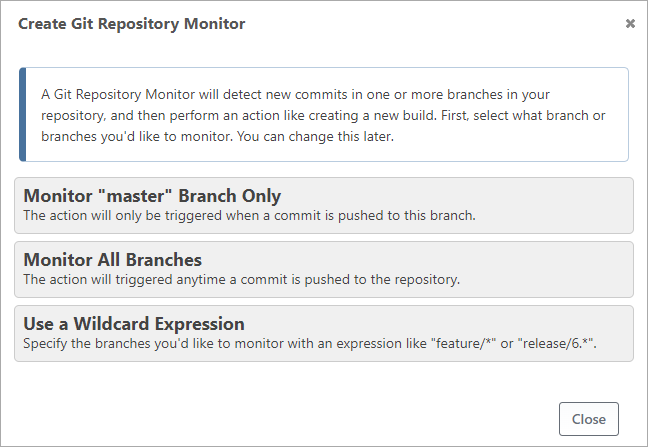 Create Git Repository Monitor
A Git Repository Monitor will detect new commits in one or more branches in your
repository, and then perform an action like creating a new build. First, select what branch or
branches you'd like to monitor. You can change this later.
Monitor "master" Branch Only
The action will only be triggered when a commit is pushed to this branch.
Monitor All Branches
The action will triggered anytime a commit is pushed to the repository.
Use a Wildcard Expression
Specify the branches you'd like to monitor with an expression like "feature/*" or "release/6.*".
Close